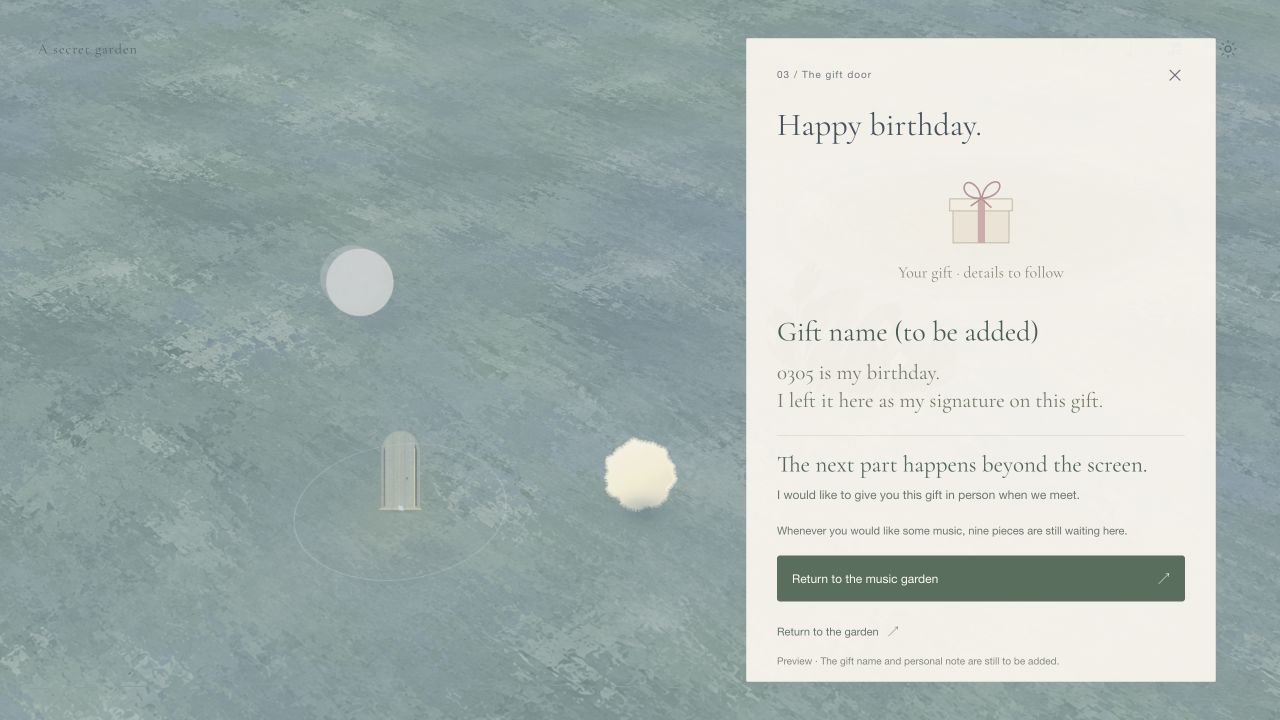 A secret garden
03 / The gift door
Happy birthday.
Your gift · details to follow
Gift name (to be added)
0305 is my birthday.
I left it here as my signature on this gift.
The next part happens beyond the screen.
I would like to give you this gift in person when we meet.
Whenever you would like some music, nine pieces are still waiting here.
Return to the music garden
Return to the garden
Preview · The gift name and personal note are still to be added.